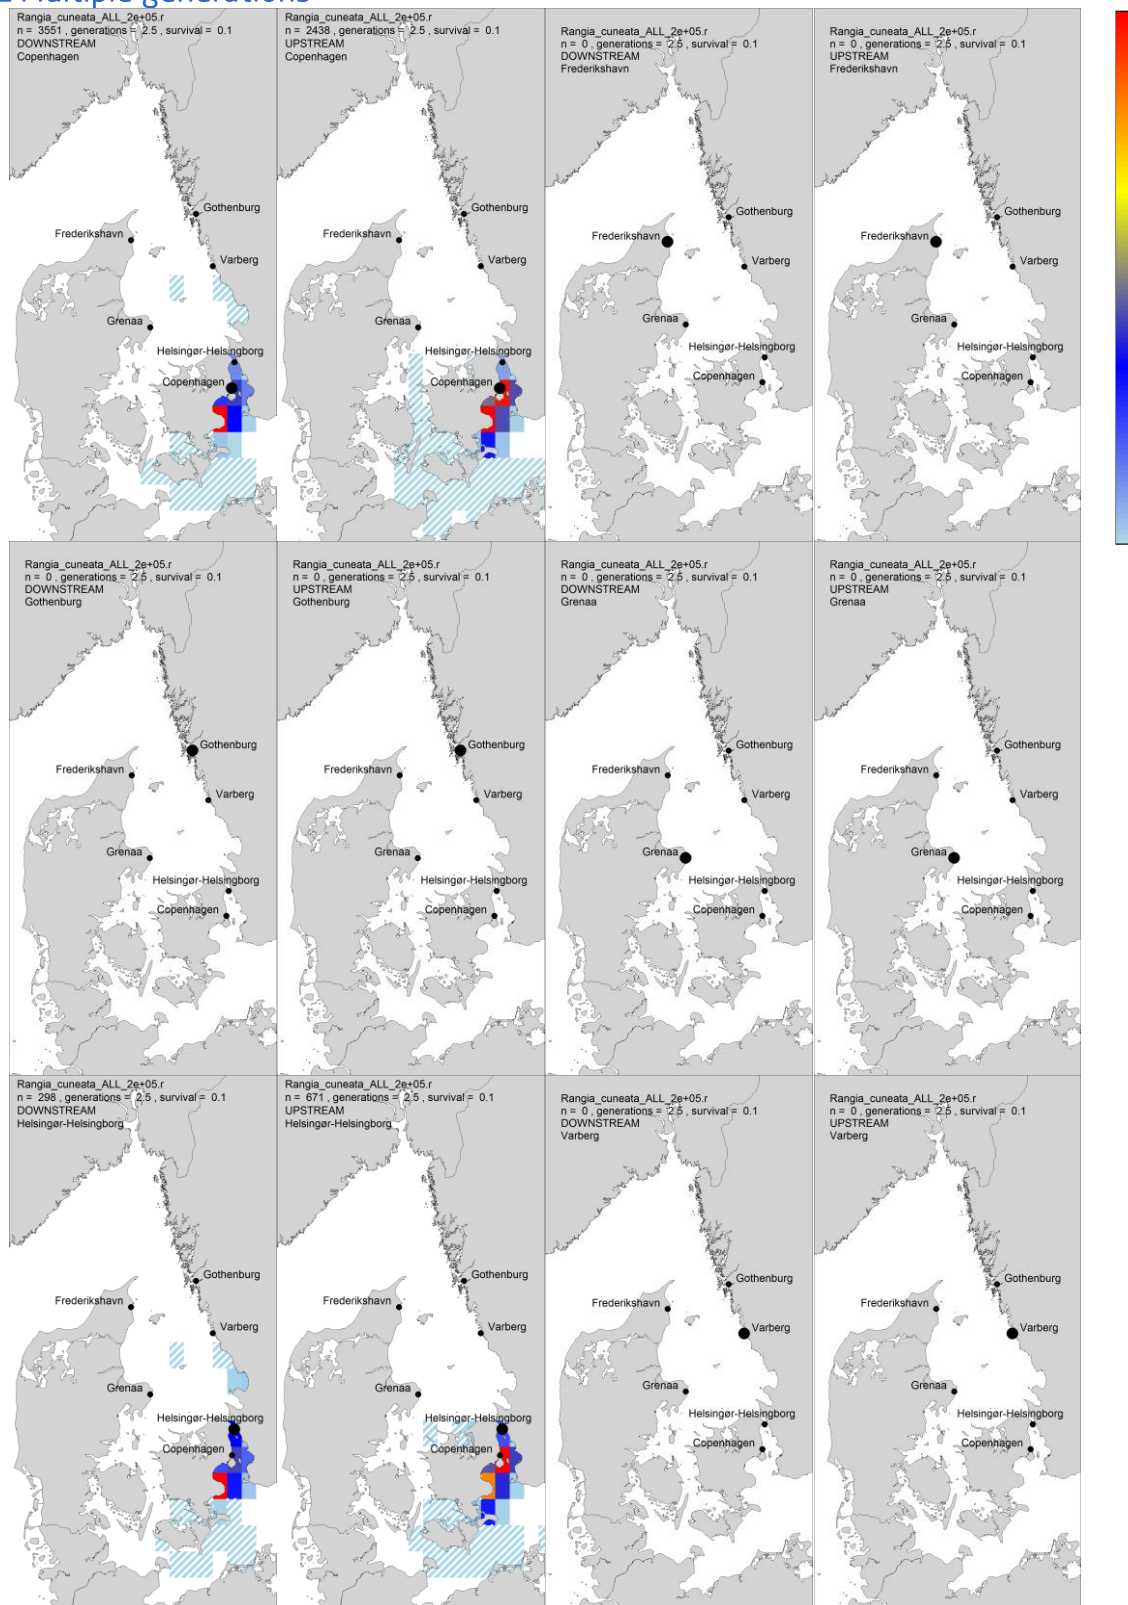 Multiple generations
Rangia_cuneata_ALL_2e+05.r
n = 3551 , generations = 2.5 , survival = 0.1
DOWNSTREAM
Copenhagen
Gothenburg
Frederikshavn
Varberg
Grenaa
Helsingør-Helsingborg
Copenhagen
Rangia_cuneata_ALL_2e+05.r
n = 2438 , generations = 2.5 , survival = 0.1
UPSTREAM
Copenhagen
Gothenburg
Frederikshavn
Varberg
Grenaa
Helsingør-Helsingborg
Copenhagen
Rangia_cuneata_ALL_2e+05.r
n = 0 , generations = 2.5 , survival = 0.1
DOWNSTREAM
Frederikshavn
Gothenburg
Frederikshavn
Varberg
Grenaa
Helsingør-Helsingborg
Copenhagen
Rangia_cuneata_ALL_2e+05.r
n = 0 , generations = 2.5 , survival = 0.1
UPSTREAM
Frederikshavn
Gothenburg
Frederikshavn
Varberg
Grenaa
Helsingør-Helsingborg
Copenhagen
Rangia_cuneata_ALL_2e+05.r
n = 0 , generations = 2.5 , survival = 0.1
DOWNSTREAM
Gothenburg
Gothenburg
Frederikshavn
Varberg
Grenaa
Helsingør-Helsingborg
Copenhagen
Rangia_cuneata_ALL_2e+05.r
n = 0 , generations = 2.5 , survival = 0.1
UPSTREAM
Gothenburg
Gothenburg
Frederikshavn
Varberg
Grenaa
Helsingør-Helsingborg
Copenhagen
Rangia_cuneata_ALL_2e+05.r
n = 0 , generations = 2.5 , survival = 0.1
DOWNSTREAM
Grenaa
Gothenburg
Frederikshavn
Varberg
Grenaa
Helsingør-Helsingborg
Copenhagen
Rangia_cuneata_ALL_2e+05.r
n = 0 , generations = 2.5 , survival = 0.1
UPSTREAM
Grenaa
Gothenburg
Frederikshavn
Varberg
Grenaa
Helsingør-Helsingborg
Copenhagen
Rangia_cuneata_ALL_2e+05.r
n = 298 , generations = 2.5 , survival = 0.1
DOWNSTREAM
Helsingør-Helsingborg
Gothenburg
Frederikshavn
Varberg
Grenaa
Helsingør-Helsingborg
Copenhagen
Rangia_cuneata_ALL_2e+05.r
n = 671 , generations = 2.5 , survival = 0.1
UPSTREAM
Helsingør-Helsingborg
Gothenburg
Frederikshavn
Varberg
Grenaa
Helsingør-Helsingborg
Copenhagen
Rangia_cuneata_ALL_2e+05.r
n = 0 , generations = 2.5 , survival = 0.1
DOWNSTREAM
Varberg
Gothenburg
Frederikshavn
Varberg
Grenaa
Helsingør-Helsingborg
Copenhagen
Rangia_cuneata_ALL_2e+05.r
n = 0 , generations = 2.5 , survival = 0.1
UPSTREAM
Varberg
Gothenburg
Frederikshavn
Varberg
Grenaa
Helsingør-Helsingborg
Copenhagen